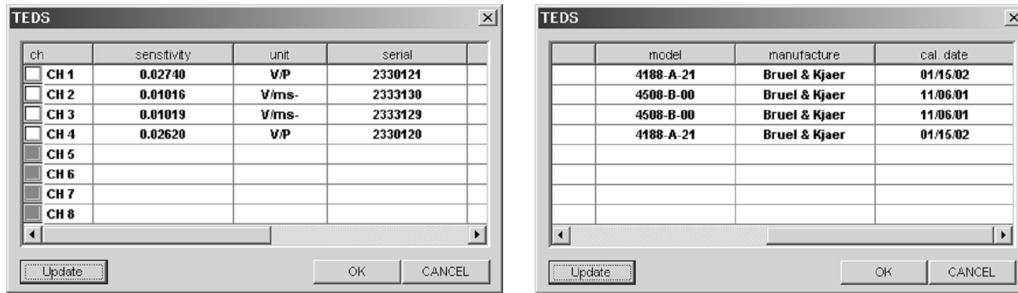 TEDS
ch sensitivity unit serial
CH 1 0.02740 V/P 2330121
CH 2 0.01016 V/ms- 2333130
CH 3 0.01019 V/ms- 2333129
CH 4 0.02620 V/P 2330120
CH 5
CH 6
CH 7
CH 8
Update OK CANCEL
TEDS
model manufacture cal. date
4188-A-21 Bruel & Kjaer 01/15/02
4508-B-00 Bruel & Kjaer 11/06/01
4508-B-00 Bruel & Kjaer 11/06/01
4188-A-21 Bruel & Kjaer 01/15/02
Update OK CANCEL